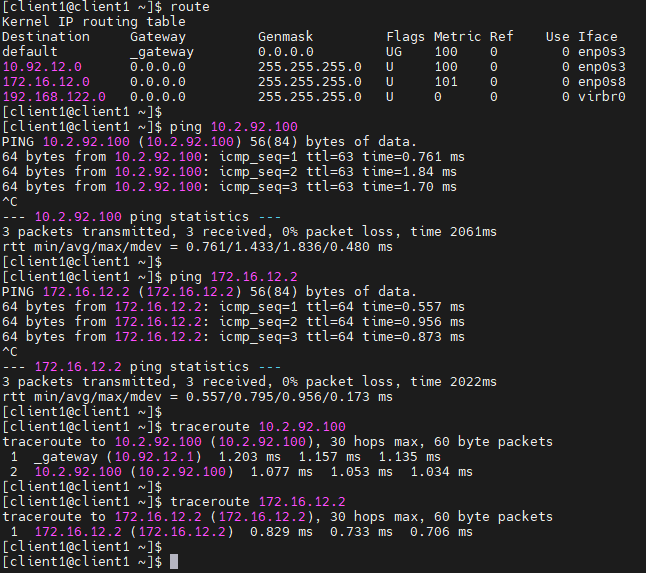 [client1@client1 ~]$ route
Kernel IP routing table
Destination     Gateway         Genmask         Flags Metric Ref    Use Iface
default         _gateway        0.0.0.0         UG    100    0        0 enp0s3
10.92.12.0      0.0.0.0         255.255.255.0   U     100    0        0 enp0s3
172.16.12.0     0.0.0.0         255.255.255.0   U     101    0        0 enp0s8
192.168.122.0   0.0.0.0         255.255.255.0   U     0      0        0 virbr0
[client1@client1 ~]$
[client1@client1 ~]$ ping 10.2.92.100
PING 10.2.92.100 (10.2.92.100) 56(84) bytes of data.
64 bytes from 10.2.92.100: icmp_seq=1 ttl=63 time=0.761 ms
64 bytes from 10.2.92.100: icmp_seq=2 ttl=63 time=1.84 ms
64 bytes from 10.2.92.100: icmp_seq=3 ttl=63 time=1.70 ms
^C
--- 10.2.92.100 ping statistics ---
3 packets transmitted, 3 received, 0% packet loss, time 2061ms
rtt min/avg/max/mdev = 0.761/1.433/1.836/0.480 ms
[client1@client1 ~]$
[client1@client1 ~]$ ping 172.16.12.2
PING 172.16.12.2 (172.16.12.2) 56(84) bytes of data.
64 bytes from 172.16.12.2: icmp_seq=1 ttl=64 time=0.557 ms
64 bytes from 172.16.12.2: icmp_seq=2 ttl=64 time=0.956 ms
64 bytes from 172.16.12.2: icmp_seq=3 ttl=64 time=0.873 ms
^C
--- 172.16.12.2 ping statistics ---
3 packets transmitted, 3 received, 0% packet loss, time 2022ms
rtt min/avg/max/mdev = 0.557/0.795/0.956/0.173 ms
[client1@client1 ~]$
[client1@client1 ~]$ traceroute 10.2.92.100
traceroute to 10.2.92.100 (10.2.92.100), 30 hops max, 60 byte packets
 1  _gateway (10.92.12.1)  1.203 ms  1.157 ms  1.135 ms
 2  10.2.92.100 (10.2.92.100)  1.077 ms  1.053 ms  1.034 ms
[client1@client1 ~]$
[client1@client1 ~]$ traceroute 172.16.12.2
traceroute to 172.16.12.2 (172.16.12.2), 30 hops max, 60 byte packets
 1  172.16.12.2 (172.16.12.2)  0.829 ms  0.733 ms  0.706 ms
[client1@client1 ~]$
[client1@client1 ~]$